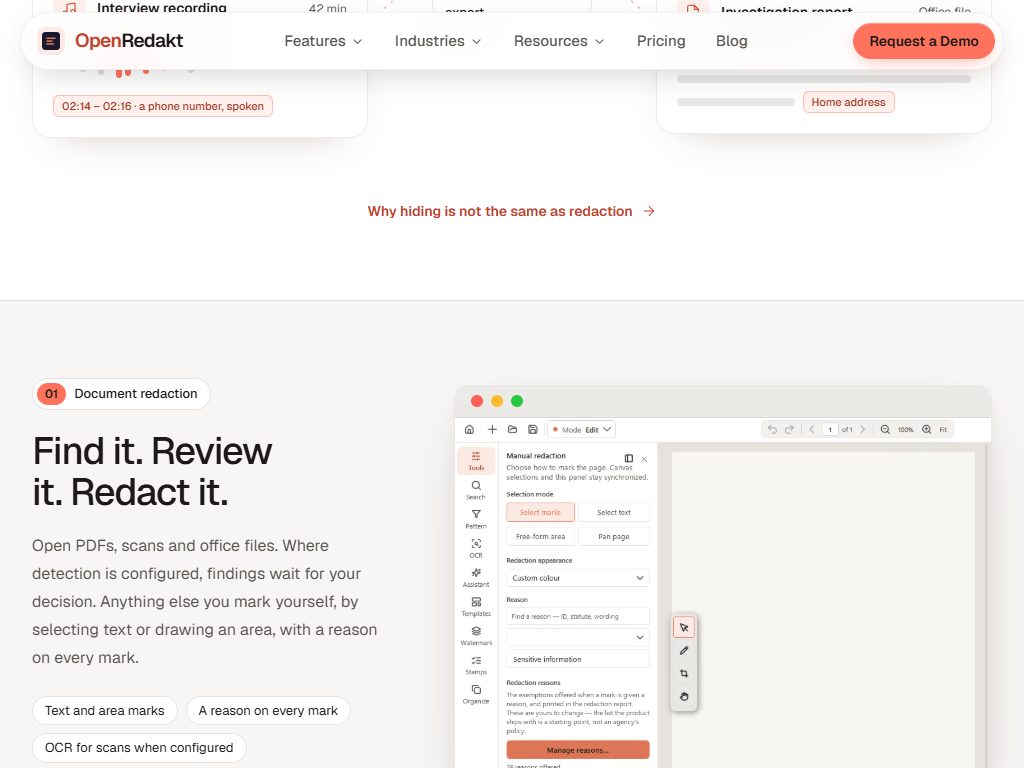 Interview recording
42 min
expert
Investigation report
Office file
OpenRedakt
Features
Industries
Resources
Pricing
Blog
Request a Demo
02:14 – 02:16 · a phone number, spoken
Home address
Why hiding is not the same as redaction →
01 Document redaction
Find it. Review
it. Redact it.
Open PDFs, scans and office files. Where
detection is configured, findings wait for your
decision. Anything else you mark yourself, by
selecting text or drawing an area, with a reason
on every mark.
Text and area marks
A reason on every mark
OCR for scans when configured
Mode Edit
1 of 1
100%
Fit
Tools
Search
Pattern
OCR
Assistant
Templates
Watermark
Stamps
Organize
Manual redaction
Choose how to mark the page. Canvas
selections and this panel stay synchronized.
Selection mode
Select marks
Select text
Free-form area
Pan page
Redaction appearance
Custom colour
Reason
Find a reason — ID, statute, wording
Sensitive information
Redaction reasons
The exemptions offered when a mark is given a
reason, and printed in the redaction report.
These are yours to change — the list the product
ships with is a starting point, not an agency's
policy.
Manage reasons...
reasons offered